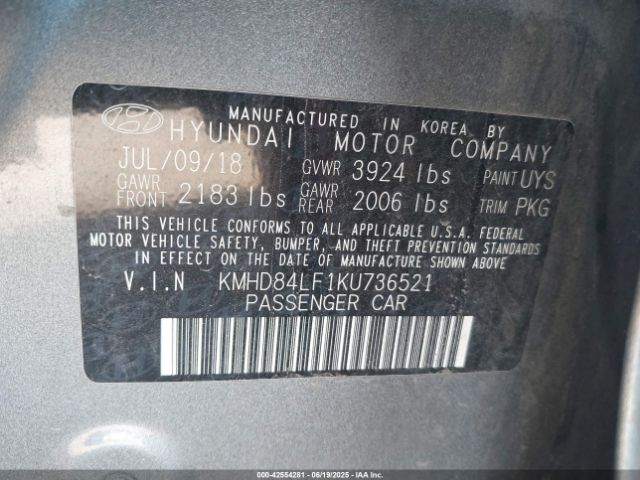 MANUFACTURED IN KOREA BY
HYUNDAI MOTOR COMPANY
JUL/09/18 GVWR 3924 lbs PAINT UYS
GAWR FRONT 2183 lbs GAWR REAR 2006 lbs TRIM PKG
THIS VEHICLE CONFORMS TO ALL APPLICABLE U.S.A. FEDERAL
MOTOR VEHICLE SAFETY, BUMPER, AND THEFT PREVENTION STANDARDS
IN EFFECT ON THE DATE OF MANUFACTURE SHOWN ABOVE
V.I.N KMHD84LF1KU736521
PASSENGER CAR
000-42554281 - 06/19/2025 - IAA, Inc.